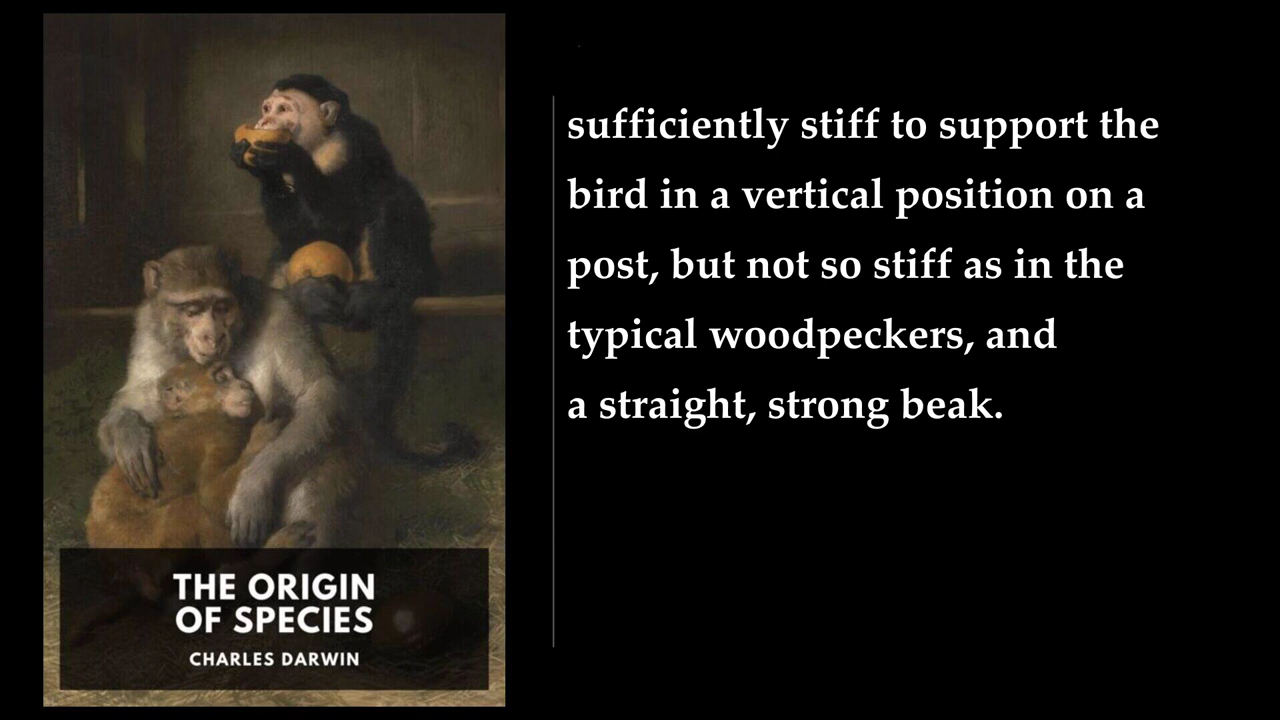 THE ORIGIN
OF SPECIES
CHARLES DARWIN
sufficiently stiff to support the
bird in a vertical position on a
post, but not so stiff as in the
typical woodpeckers, and
a straight, strong beak.